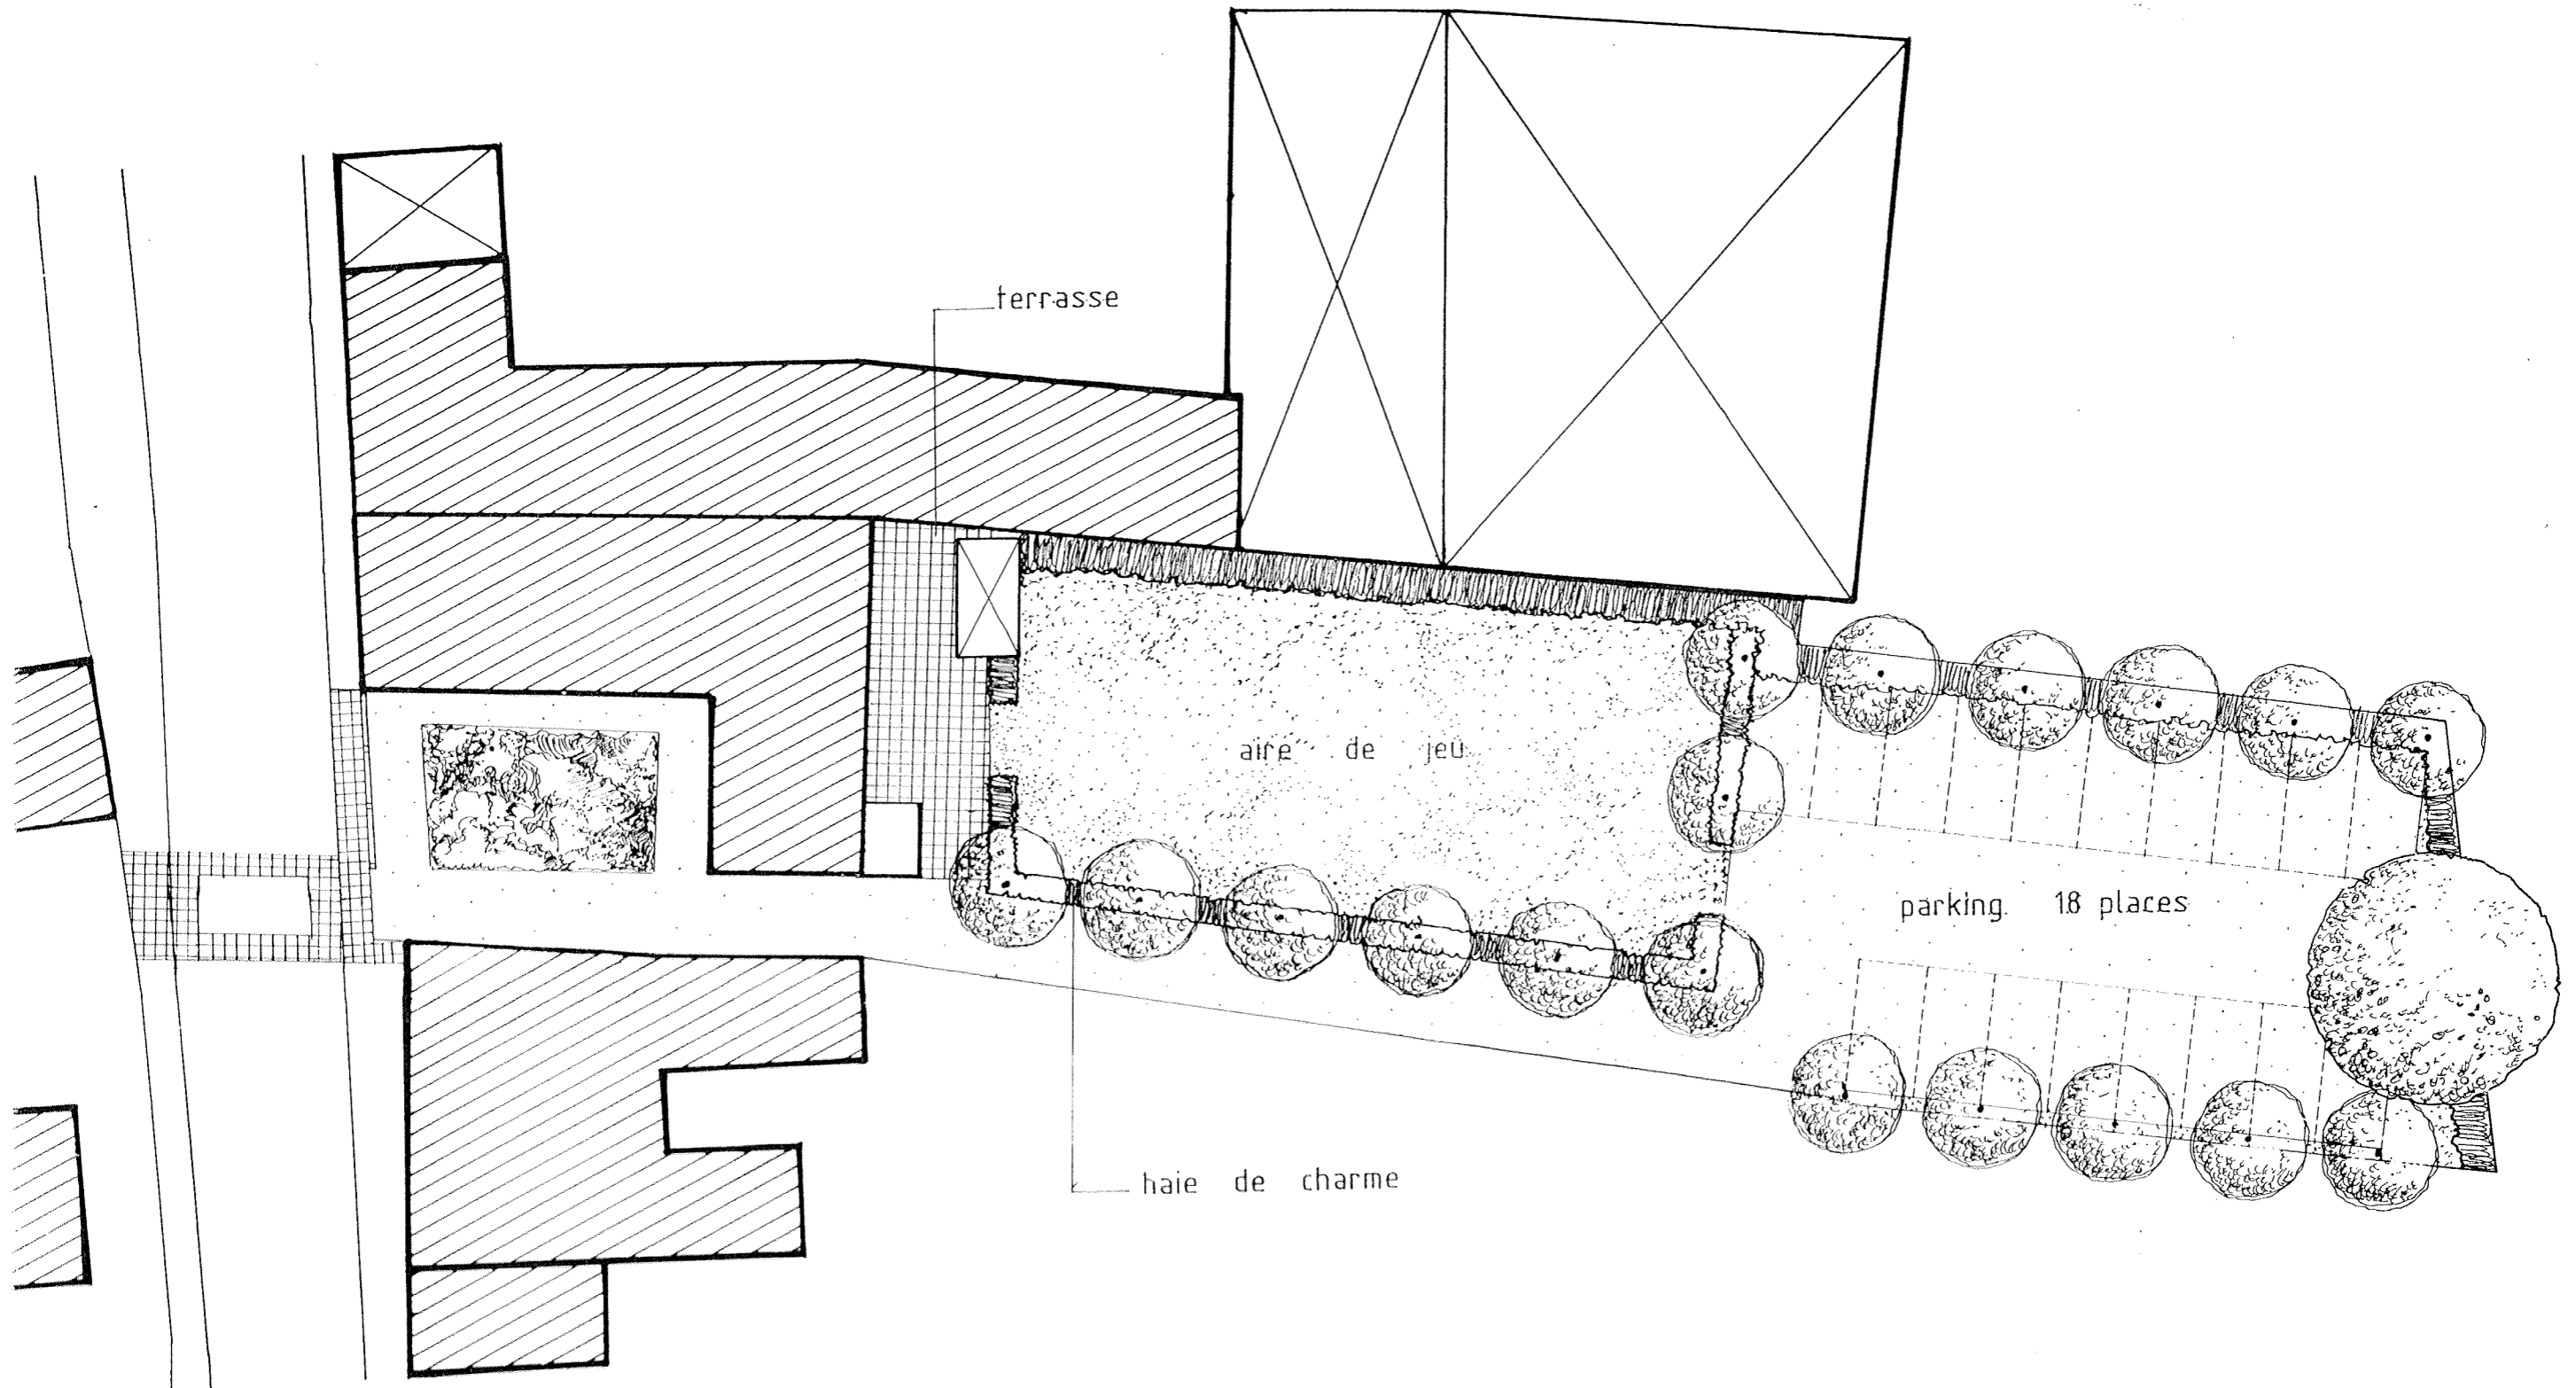 terrasse
aire de jeu
parking. 18 places
haie de charme